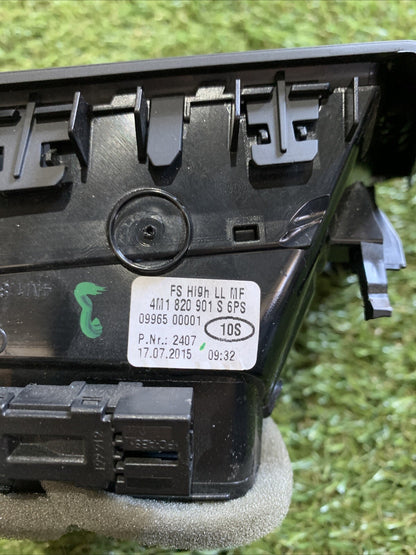 FS High LL MF
4M1 820 901 S 6PS
09965 00001 10S
P.Nr.: 2407
17.07.2015 09:32